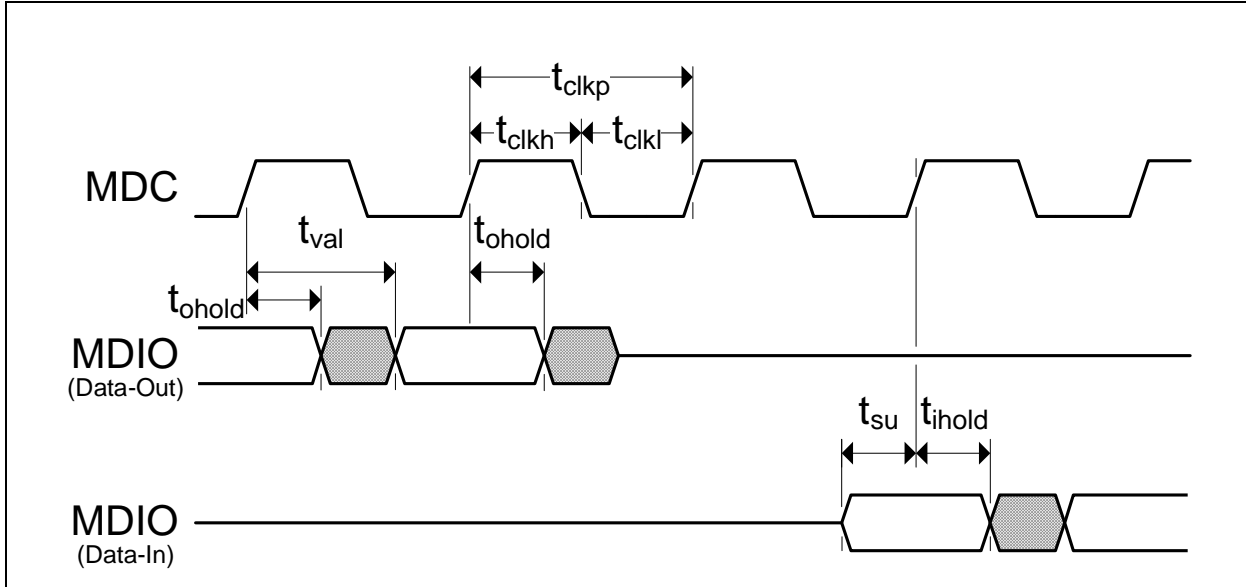 tclkp
tclkh tclkl
MDC
tval
tohold
tohold
MDIO
(Data-Out)
tsu tihold
MDIO
(Data-In)